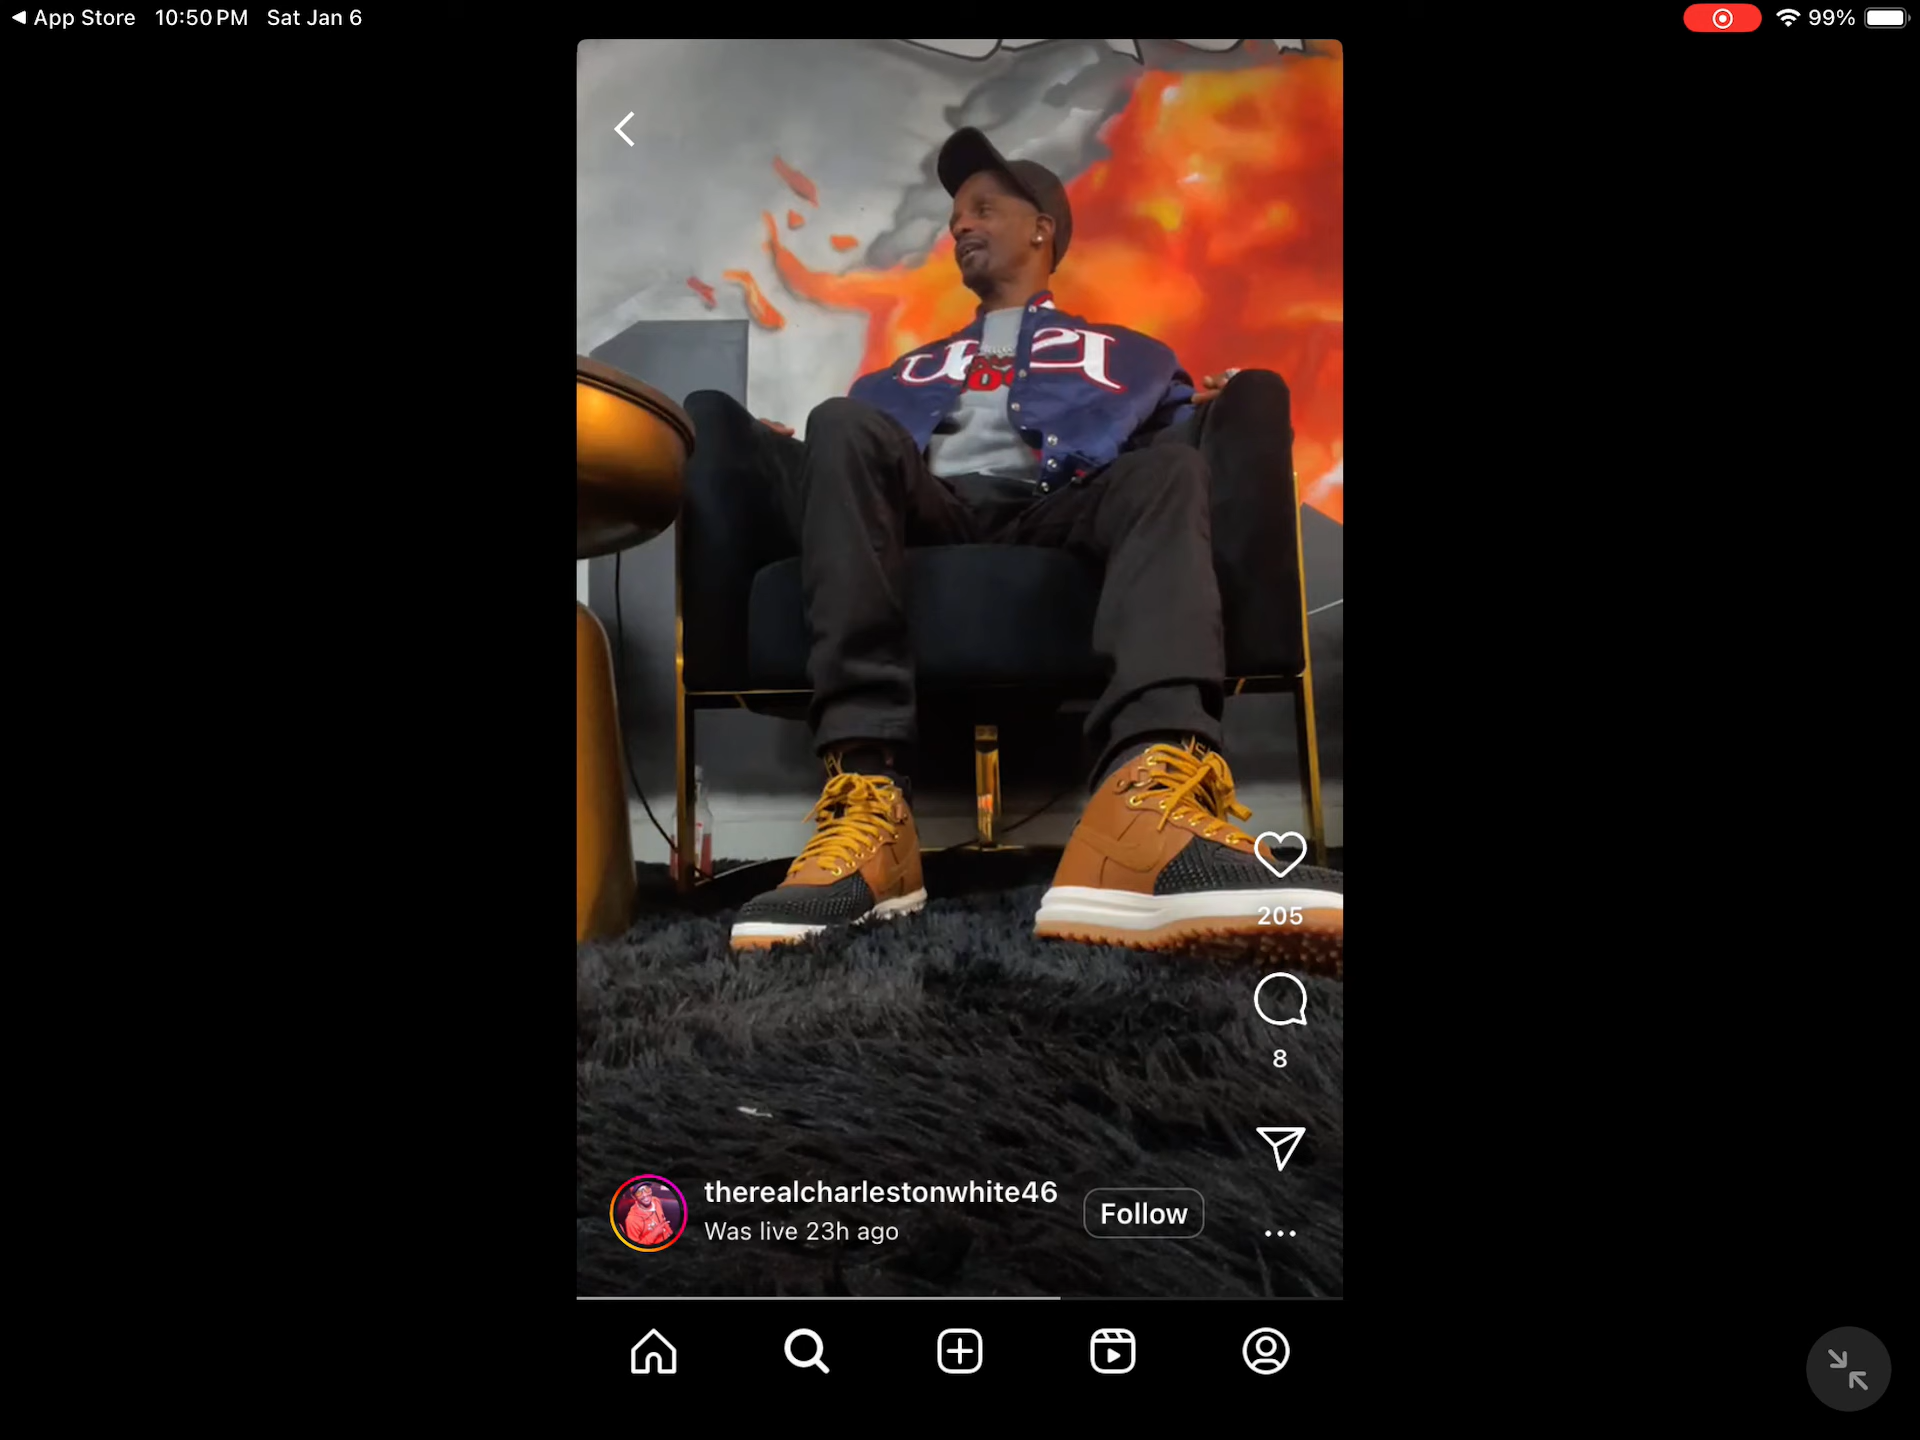 App Store 10:50 PM Sat Jan 6
99%
205
8
therealcharlestonwhite46
Was live 23h ago
Follow